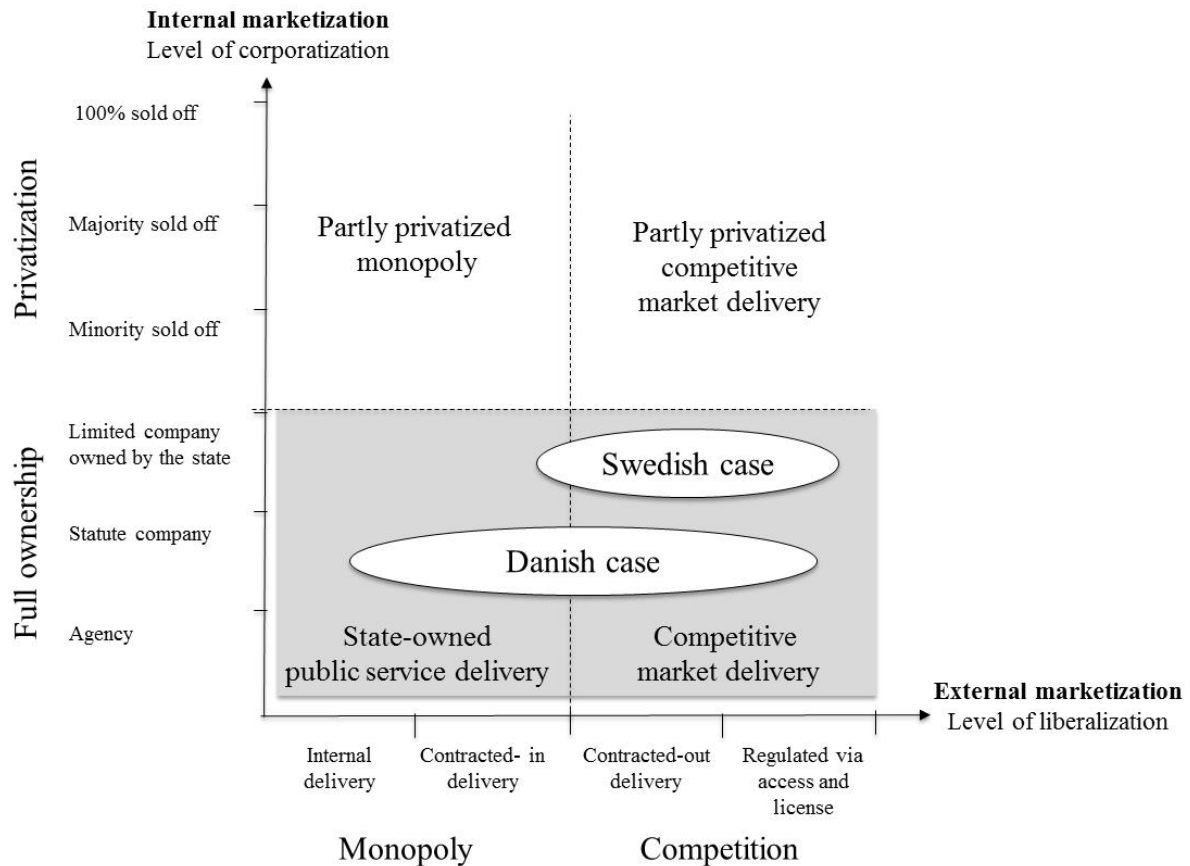 Internal marketization
Level of corporatization
100% sold off
Majority sold off
Minority sold off
Privatization
Partly privatized
monopoly
Partly privatized
competitive
market delivery
Limited company
owned by the state
Statute company
Agency
Full ownership
Swedish case
Danish case
State-owned
public service delivery
Competitive
market delivery
External marketization
Level of liberalization
Internal
delivery
Contracted- in
delivery
Contracted-out
delivery
Regulated via
access and
license
Monopoly
Competition